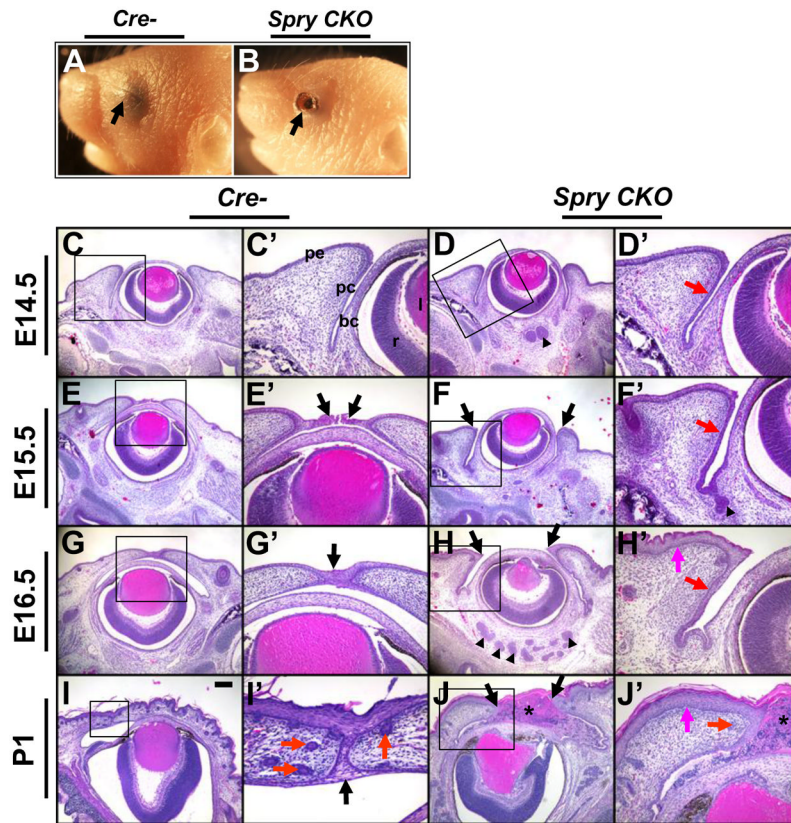 Cre- Spry CKO
A B
Cre- Spry CKO
E14.5 C C’ pe pc bc l r D D’
E15.5 E E’ F F’
E16.5 G G’ H H’
P1 I I’ J * J’ *